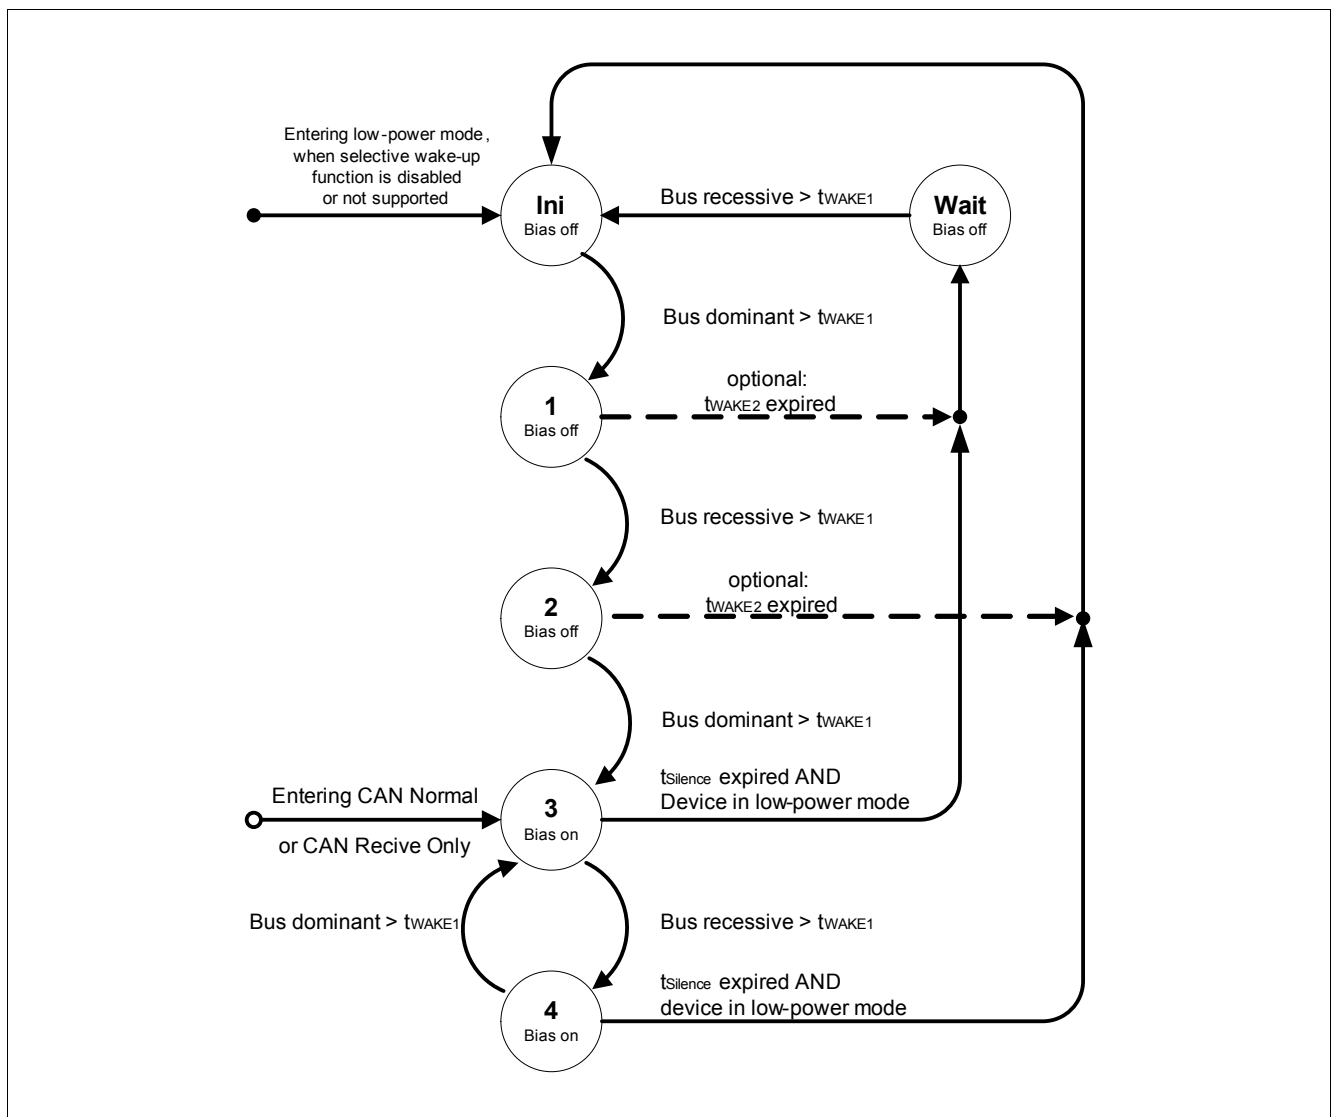 Entering low-power mode,
when selective wake-up
function is disabled
or not supported
Ini
Bias off
Bus recessive > tWAKE1
Wait
Bias off
Bus dominant > tWAKE1
1
Bias off
optional:
tWAKE2 expired
Bus recessive > tWAKE1
2
Bias off
optional:
tWAKE2 expired
Bus dominant > tWAKE1
Entering CAN Normal
or CAN Recive Only
3
Bias on
tSilence expired AND
Device in low-power mode
Bus dominant > tWAKE1
Bus recessive > tWAKE1
4
Bias on
tSilence expired AND
device in low-power mode